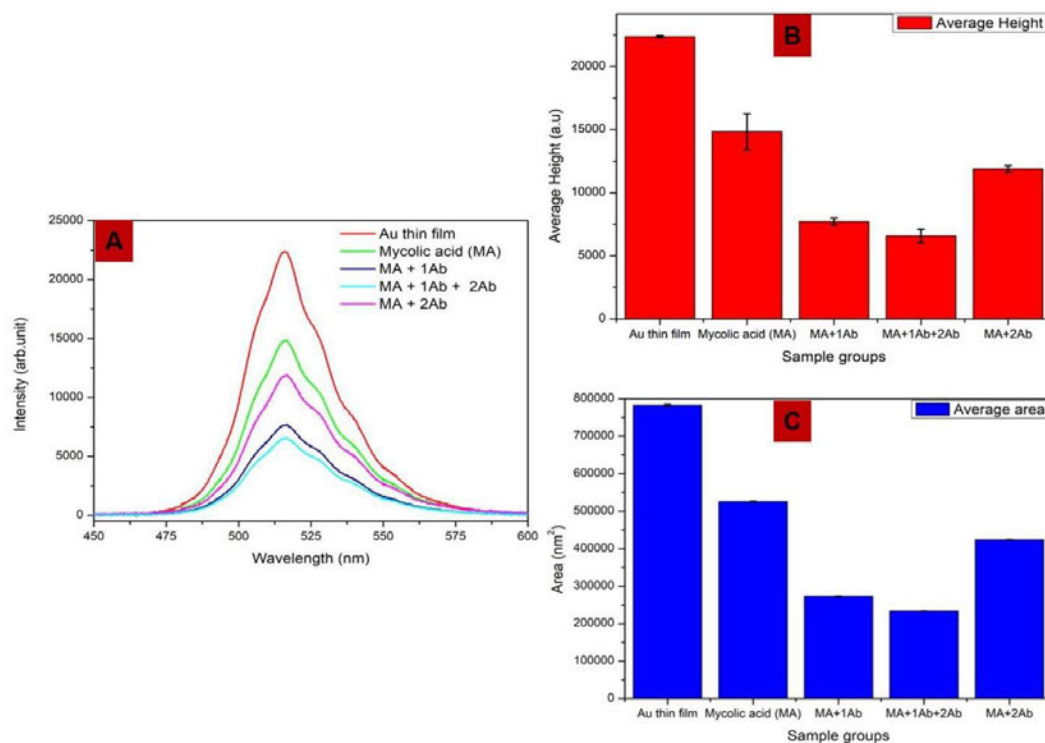 A
Au thin film
Mycolic acid (MA)
MA + 1Ab
MA + 1Ab + 2Ab
MA + 2Ab
25000
20000
15000
10000
5000
0
Intensity (arb.unit)
450 475 500 525 550 575 600
Wavelength (nm)
B
Average Height
20000
15000
10000
5000
0
Average Height (a.u)
Au thin film Mycolic acid (MA) MA+1Ab MA+1Ab+2Ab MA+2Ab
Sample groups
C
Average area
800000
700000
600000
500000
400000
300000
200000
100000
0
Area (nm²)
Au thin film Mycolic acid (MA) MA+1Ab MA+1Ab+2Ab MA+2Ab
Sample groups